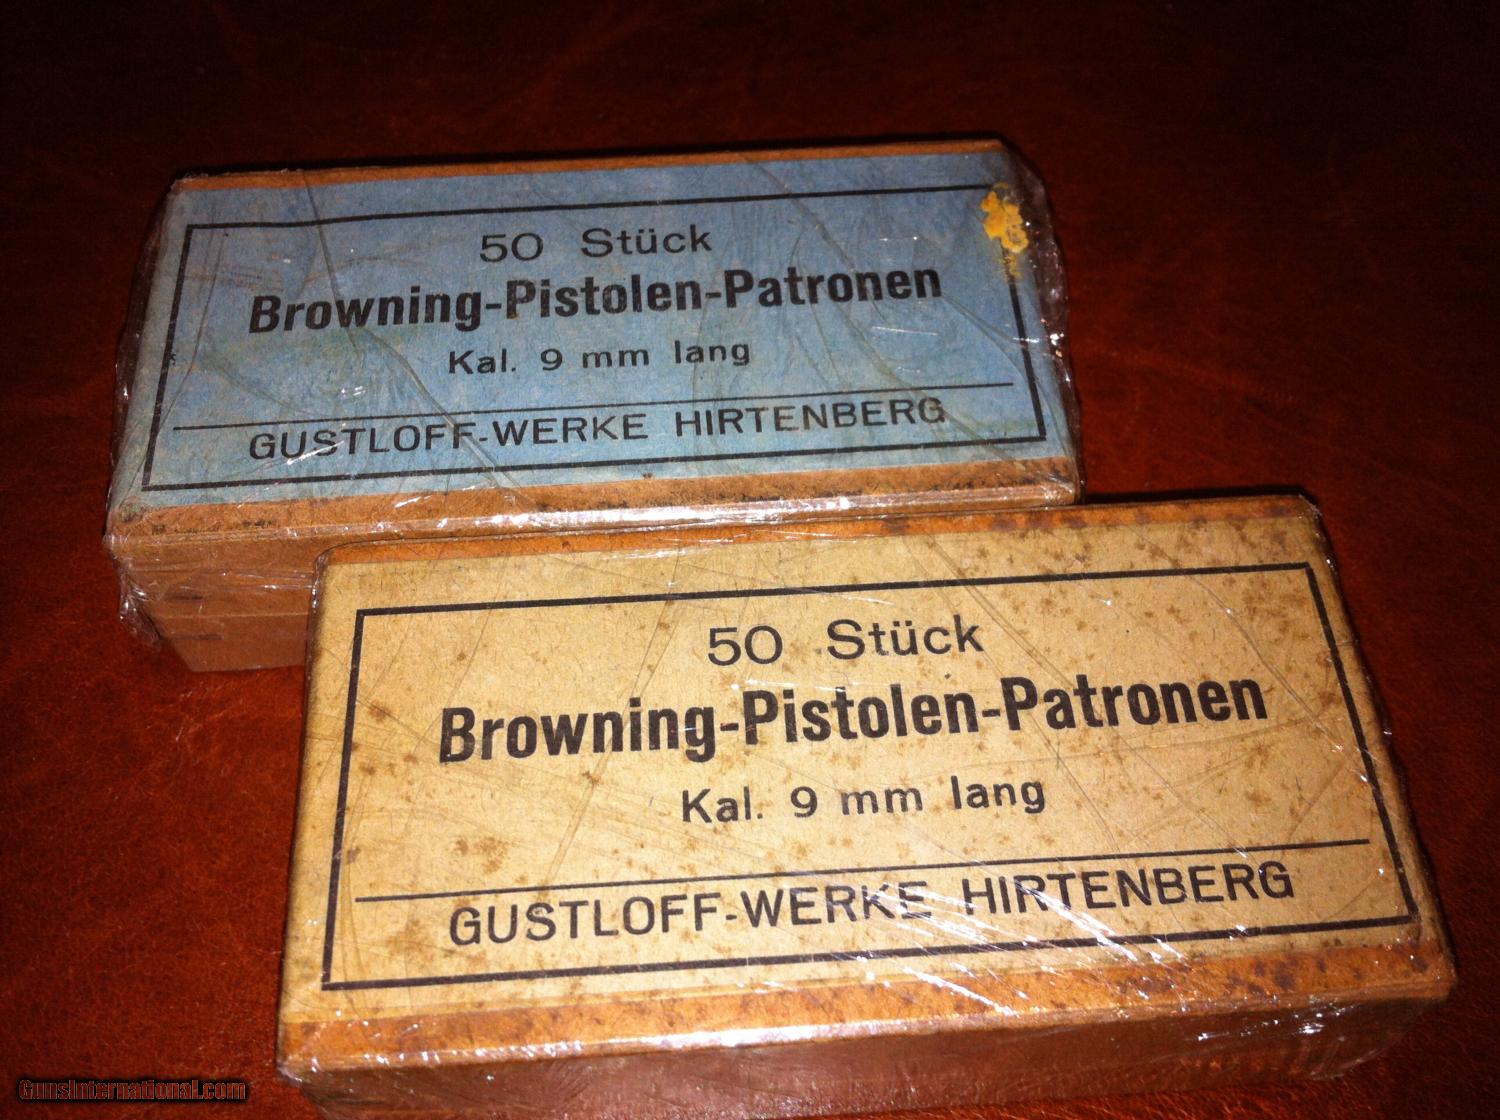 50 Stück
Browning-Pistolen-Patronen
Kal. 9 mm lang
GUSTLOFF-WERKE HIRTENBERG
50 Stück
Browning-Pistolen-Patronen
Kal. 9 mm lang
GUSTLOFF-WERKE HIRTENBERG
GunsInternational.com